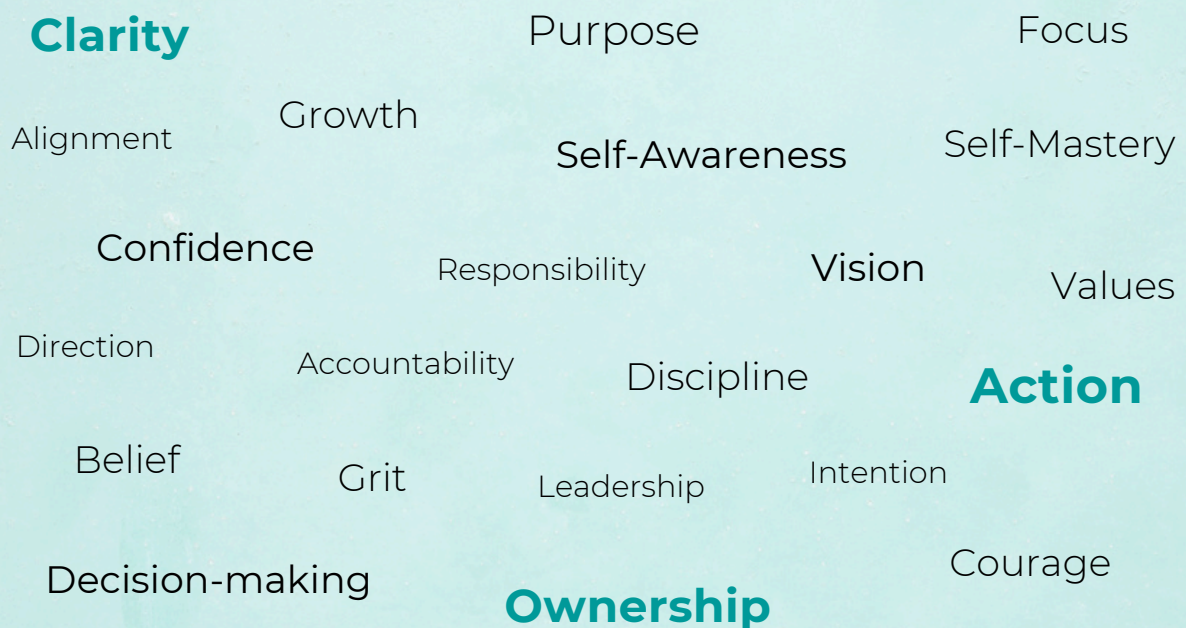 Clarity
Purpose
Focus
Growth
Alignment
Self-Awareness
Self-Mastery
Confidence
Responsibility
Vision
Values
Direction
Accountability
Discipline
Action
Belief
Grit
Leadership
Intention
Decision-making
Ownership
Courage